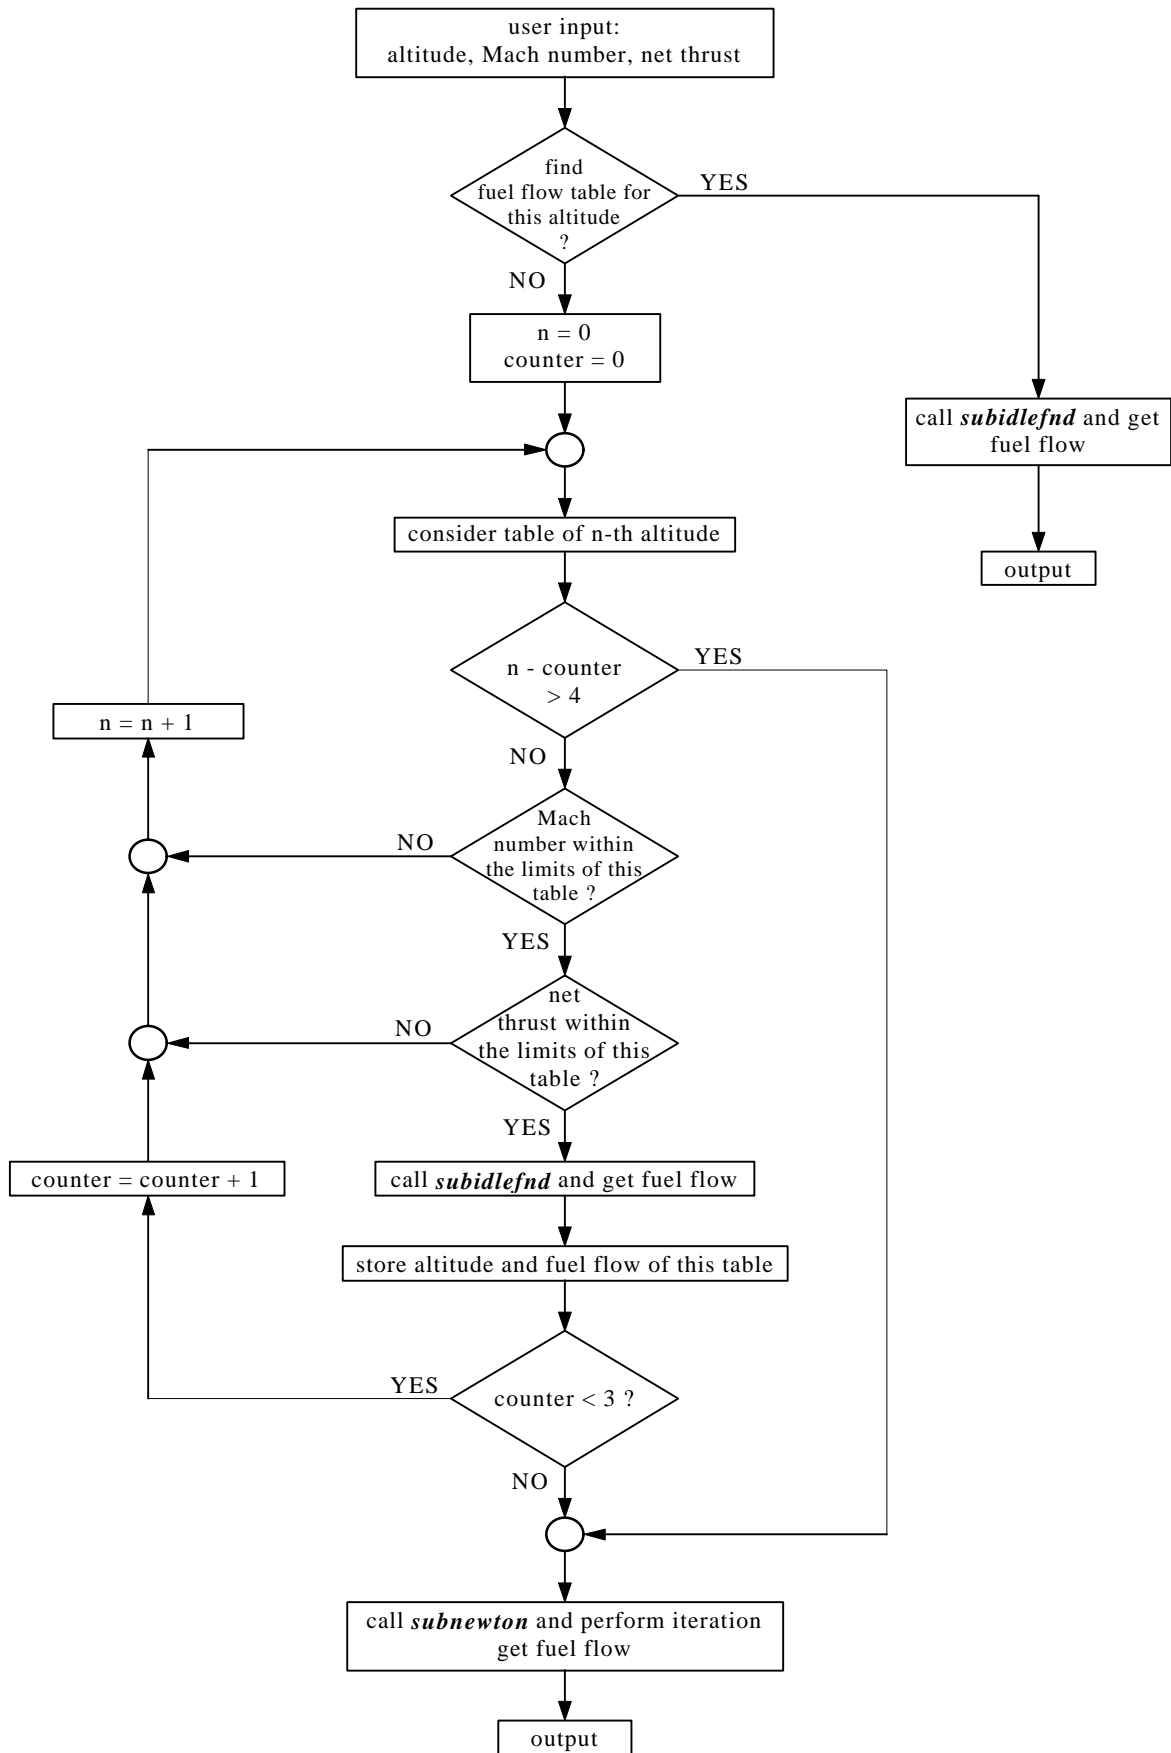 user input:
altitude, Mach number, net thrust
find
fuel flow table for
this altitude
?
YES
NO
n = 0
counter = 0
call subidlefnd and get
fuel flow
consider table of n-th altitude
output
n - counter
> 4
YES
n = n + 1
NO
Mach
number within
the limits of this
table ?
NO
YES
net
thrust within
the limits of this
table ?
NO
YES
counter = counter + 1
call subidlefnd and get fuel flow
store altitude and fuel flow of this table
counter < 3 ?
YES
NO
call subnewton and perform iteration
get fuel flow
output